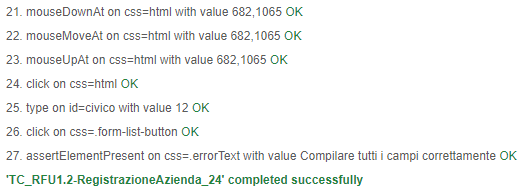 21. mouseDownAt on css=html with value 682,1065 OK
22. mouseMoveAt on css=html with value 682,1065 OK
23. mouseUpAt on css=html with value 682,1065 OK
24. click on css=html OK
25. type on id=civico with value 12 OK
26. click on css=.form-list-button OK
27. assertElementPresent on css=.errorText with value Compilare tutti i campi correttamente OK
'TC_RFU1.2-RegistrazioneAzienda_24' completed successfully